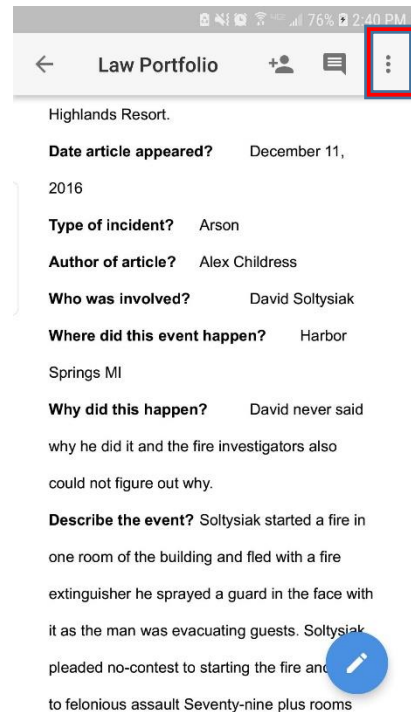 76% 2:40 PM
Law Portfolio
Highlands Resort.
Date article appeared? December 11,
2016
Type of incident? Arson
Author of article? Alex Childress
Who was involved? David Soltysiak
Where did this event happen? Harbor
Springs MI
Why did this happen? David never said
why he did it and the fire investigators also
could not figure out why.
Describe the event? Soltysiak started a fire in
one room of the building and fled with a fire
extinguisher he sprayed a guard in the face with
it as the man was evacuating guests. Soltysiak
pleaded no-contest to starting the fire and
to felonious assault Seventy-nine plus rooms